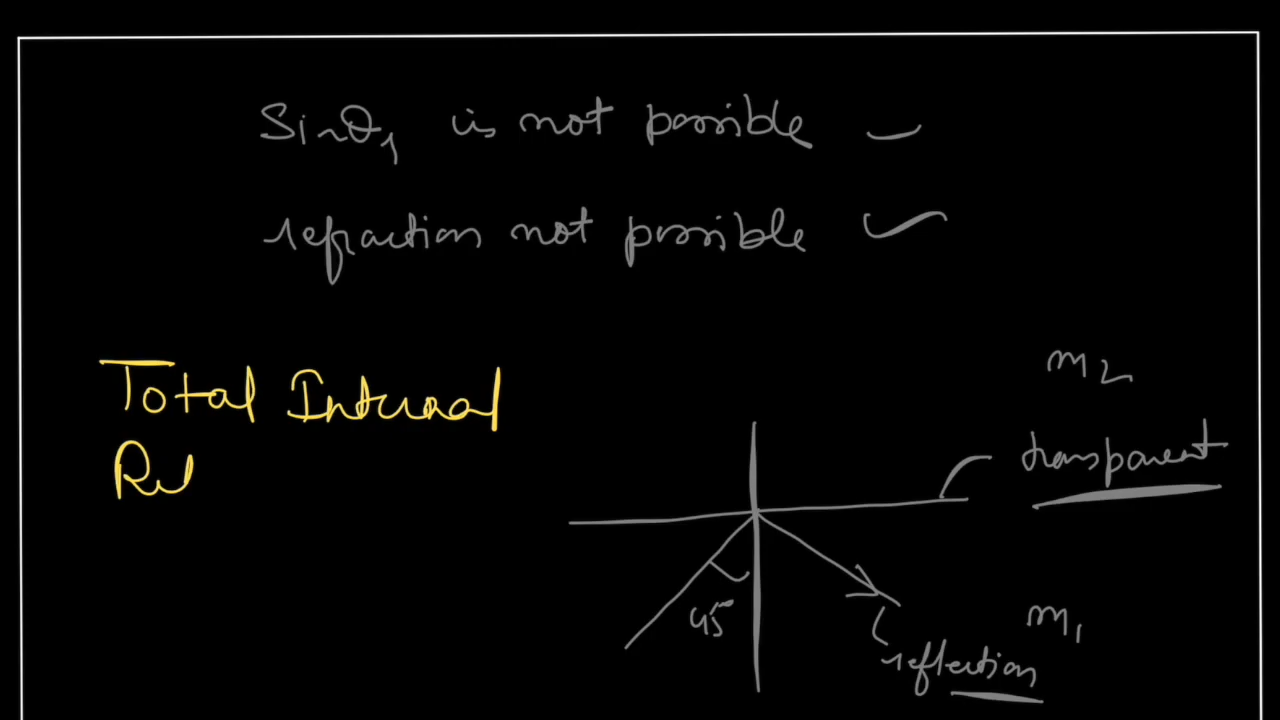 Sinθ₁ is not possible
refraction not possible
Total Internal
Ref
m₂
transparent
45°
m₁
reflection